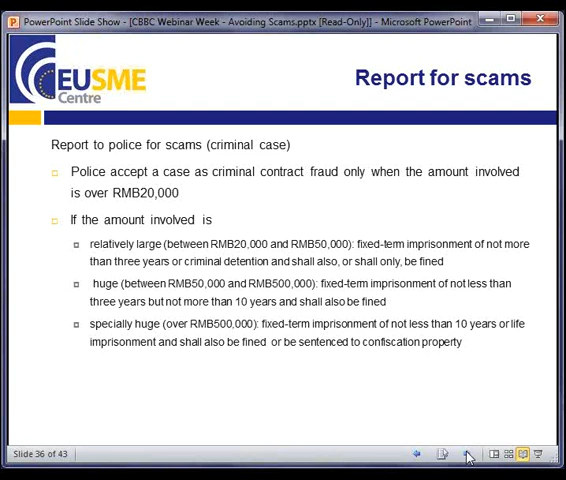 PowerPoint Slide Show - [CBBC Webinar Week - Avoiding Scams.pptx [Read-Only]] - Microsoft PowerPoint
EUSME
Centre
Report for scams
Report to police for scams (criminal case)
Police accept a case as criminal contract fraud only when the amount involved
is over RMB20,000
If the amount involved is
relatively large (between RMB20,000 and RMB50,000): fixed-term imprisonment of not more
than three years or criminal detention and shall also, or shall only, be fined
huge (between RMB50,000 and RMB500,000): fixed-term imprisonment of not less than
three years but not more than 10 years and shall also be fined
specially huge (over RMB500,000): fixed-term imprisonment of not less than 10 years or life
imprisonment and shall also be fined or be sentenced to confiscation property
Slide 36 of 43